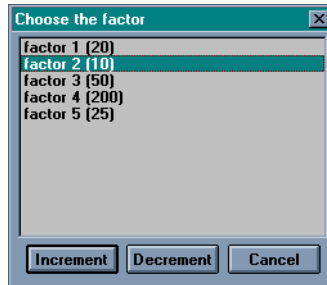 Choose the factor
factor 1 (20)
factor 2 (10)
factor 3 (50)
factor 4 (200)
factor 5 (25)
Increment Decrement Cancel